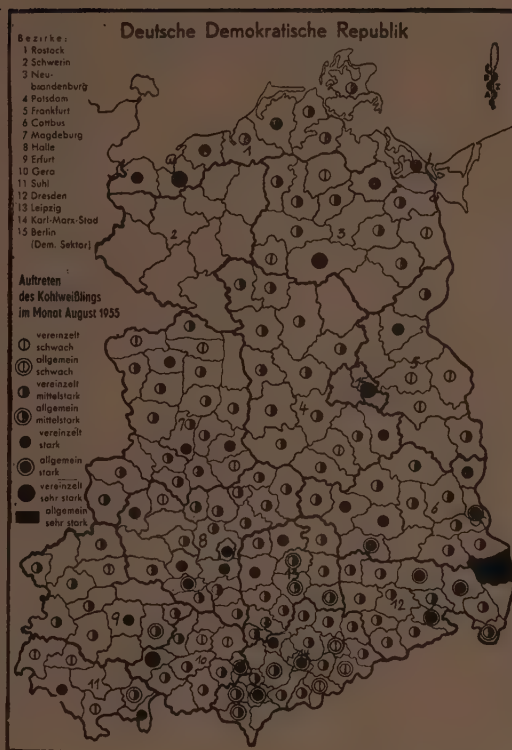 Deutsche Demokratische Republik
Bezirke:
1 Rostock
2 Schwerin
3 Neu-
brandenburg
4 Potsdam
5 Frankfurt
6 Cottbus
7 Magdeburg
8 Halle
9 Erfurt
10 Gera
11 Suhl
12 Dresden
13 Leipzig
14 Karl-Marx-Stad
15 Berlin
(Dem. Sektor)
Auftreten
des Kohlweißlings
im Monat August 1955
vereinzelt
schwach
allgemein
schwach
vereinzelt
mittelstark
allgemein
mittelstark
vereinzelt
stark
allgemein
stark
vereinzelt
sehr stark
allgemein
sehr stark
1
2
3
5
4
7
8
12
9
10
11